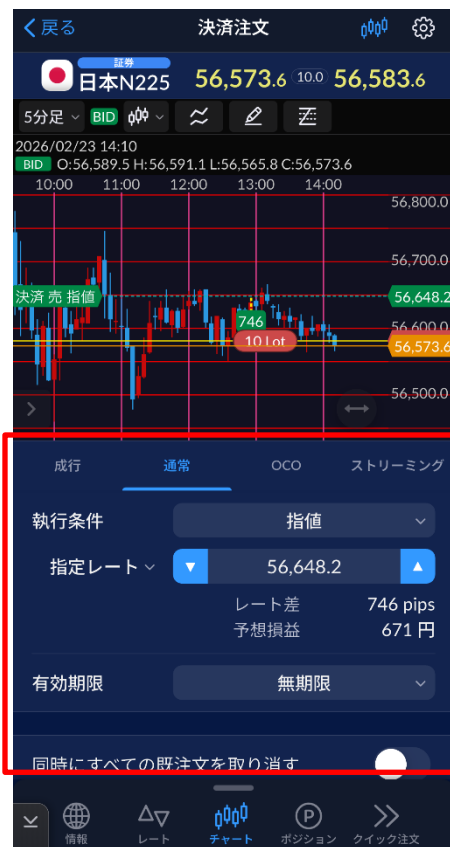 戻る 決済注文
証券
日本N225 56,573.6 10.0 56,583.6
5分足 BID
2026/02/23 14:10
BID O:56,589.5 H:56,591.1 L:56,565.8 C:56,573.6
10:00 11:00 12:00 13:00 14:00
56,800.0
56,700.0
決済 売 指値 56,648.2
746 56,600.0
10 Lot 56,573.6
56,500.0
成行 通常 OCO ストリーミング
執行条件 指値
指定レート 56,648.2
レート差 746 pips
予想損益 671 円
有効期限 無期限
同時にすべての既注文を取り消す
情報 レート チャート ポジション クイック注文